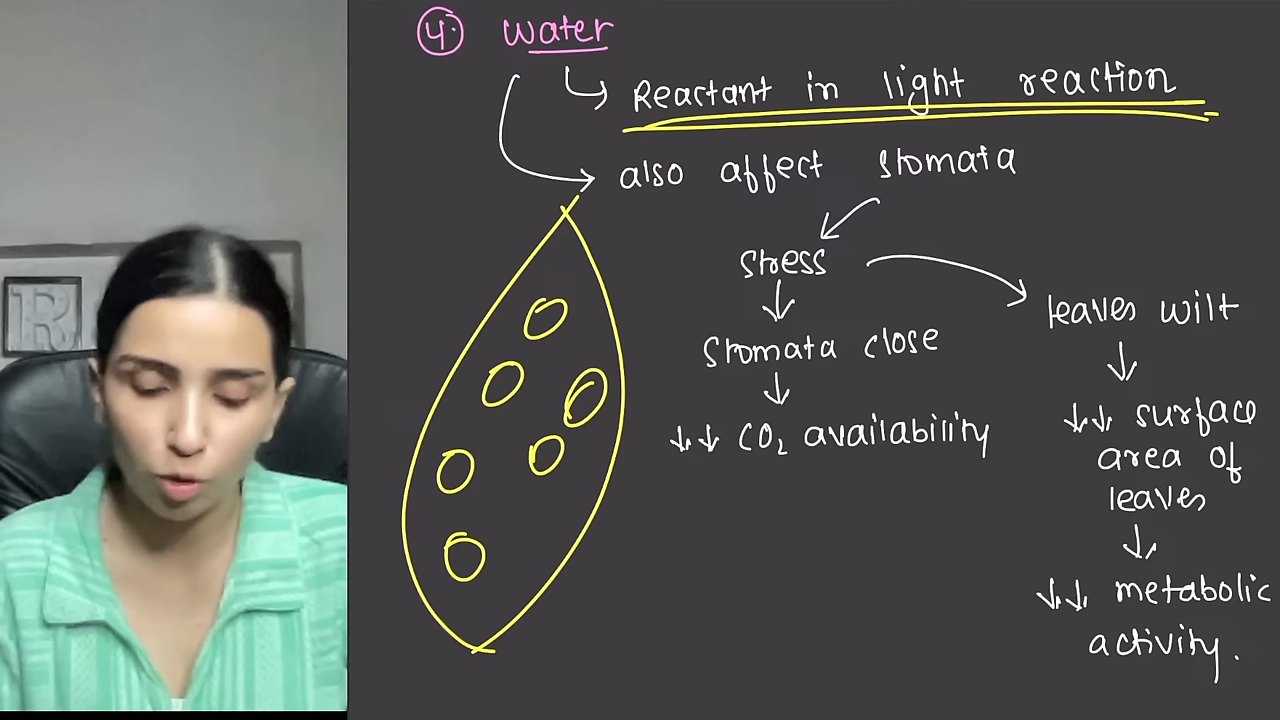 R
4. Water
Reactant in light reaction
also affect stomata
stress
stomata close
↓↓ CO₂ availability
leaves wilt
↓↓ surface
area of
leaves
↓↓ metabolic
activity.